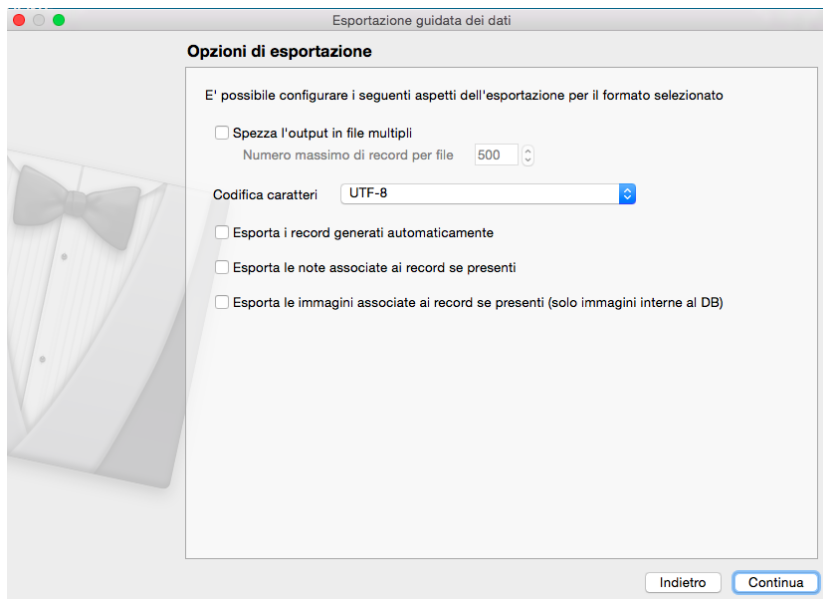 Esportazione guidata dei dati
Opzioni di esportazione
E' possibile configurare i seguenti aspetti dell'esportazione per il formato selezionato
Spezza l'output in file multipli
Numero massimo di record per file 500
Codifica caratteri UTF-8
Esporta i record generati automaticamente
Esporta le note associate ai record se presenti
Esporta le immagini associate ai record se presenti (solo immagini interne al DB)
Indietro Continua